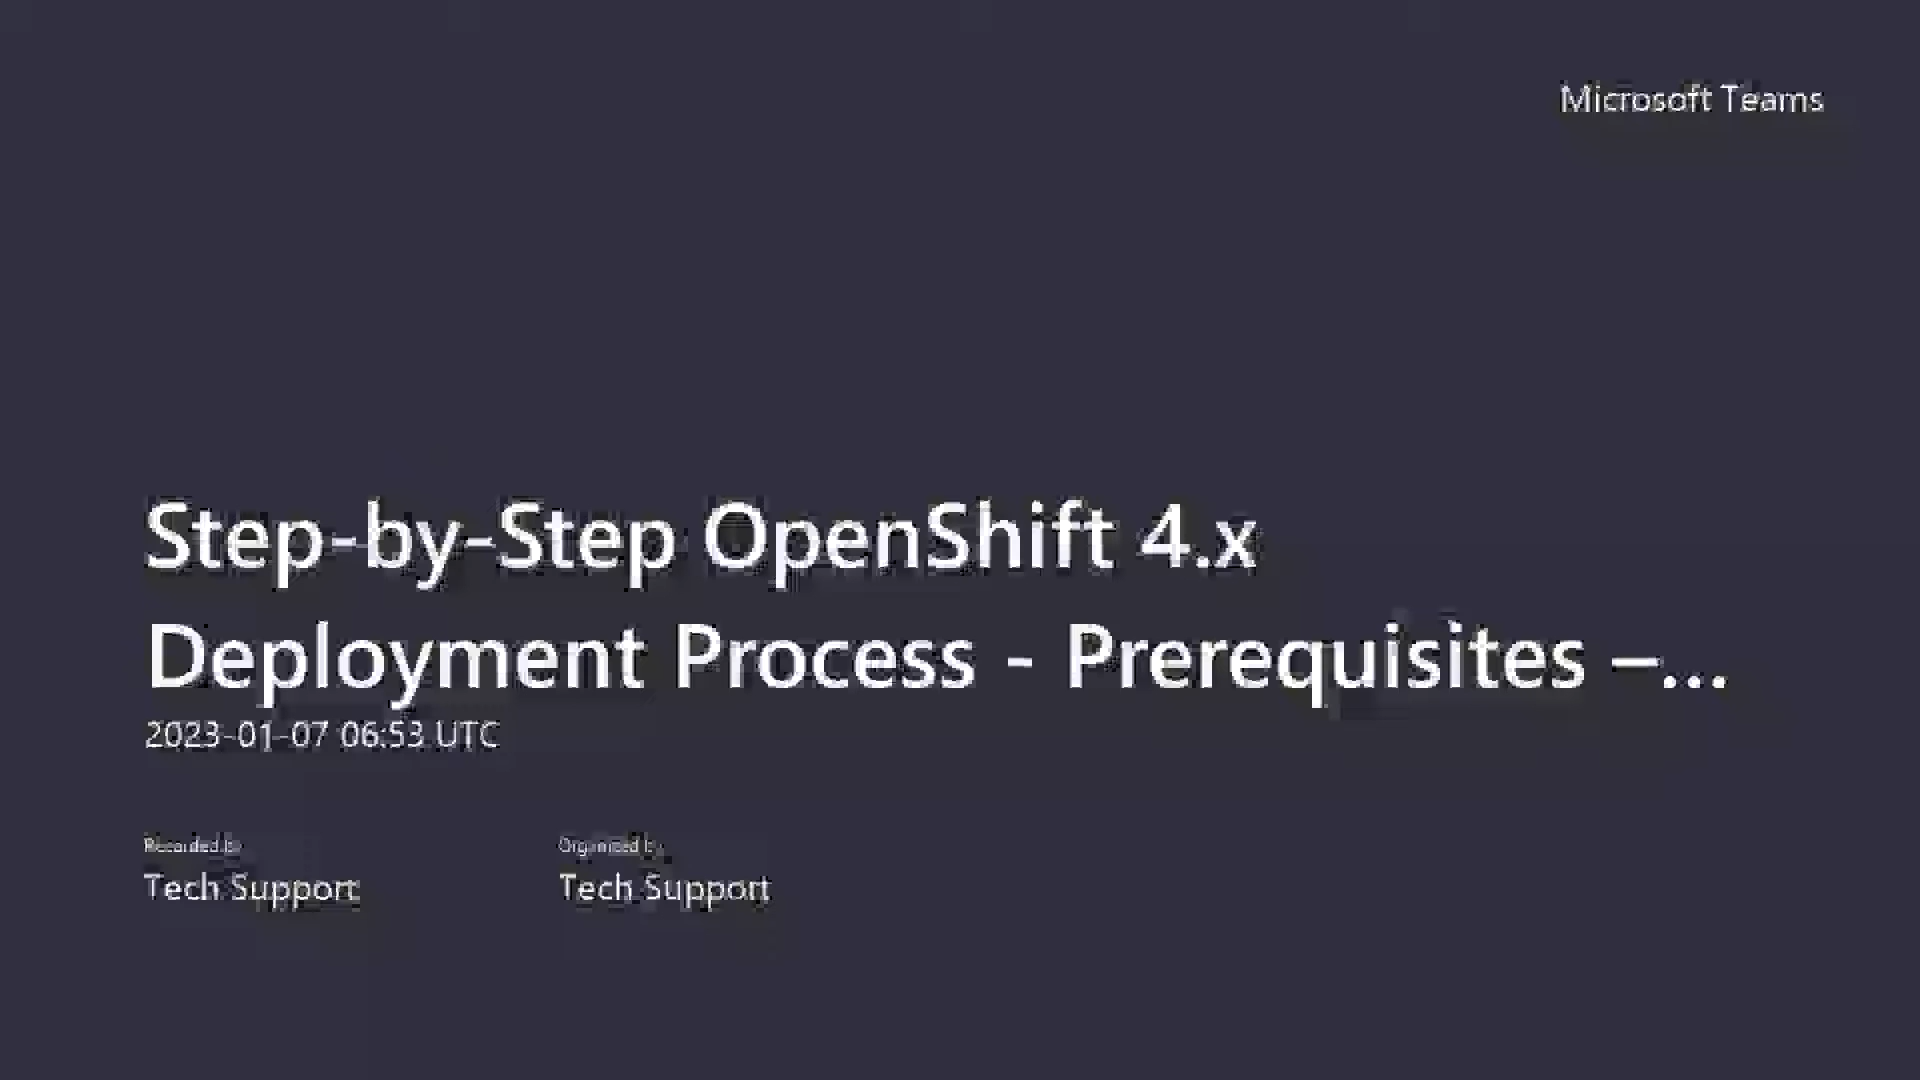 Microsoft Teams
Step-by-Step OpenShift 4.x
Deployment Process - Prerequisites –...
2023-01-07 06:53 UTC
Recorded by
Organized by
Tech Support
Tech Support